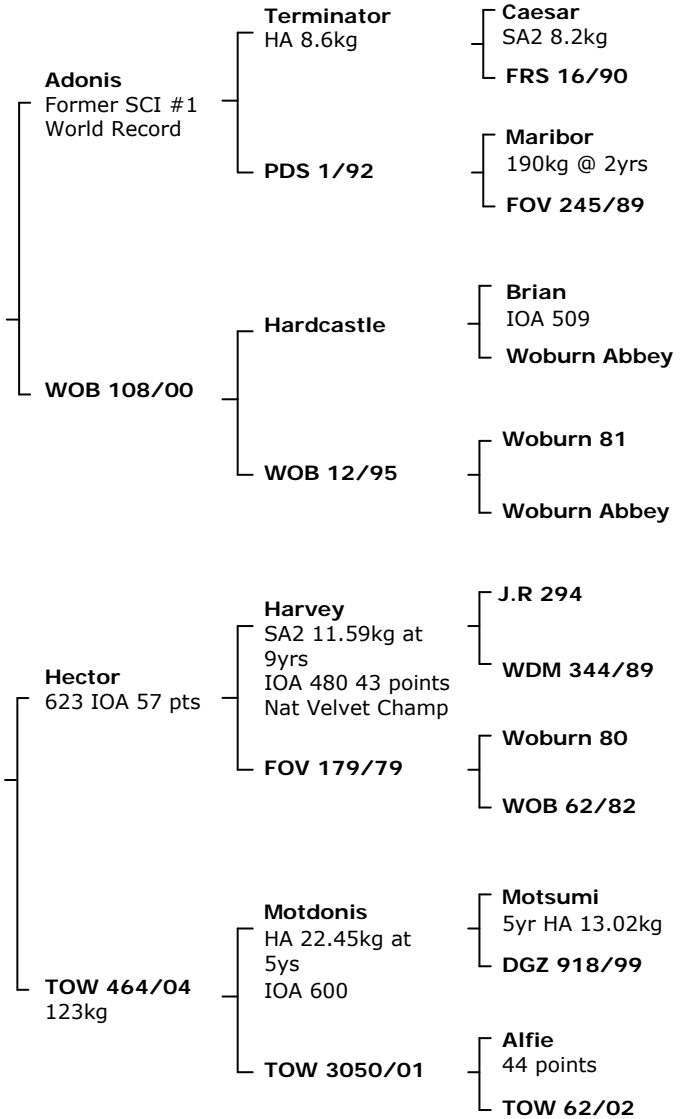 Adonis
Former SCI #1
World Record
WOB 108/00
Terminator
HA 8.6kg
PDS 1/92
Hardcastle
WOB 12/95
Caesar
SA2 8.2kg
FRS 16/90
Maribor
190kg @ 2yrs
FOV 245/89
Brian
IOA 509
Woburn Abbey
Woburn 81
Woburn Abbey
Hector
623 IOA 57 pts
TOW 464/04
123kg
Harvey
SA2 11.59kg at
9yrs
IOA 480 43 points
Nat Velvet Champ
FOV 179/79
Motdonis
HA 22.45kg at
5ys
IOA 600
TOW 3050/01
J.R 294
WDM 344/89
Woburn 80
WOB 62/82
Motsumi
5yr HA 13.02kg
DGZ 918/99
Alfie
44 points
TOW 62/02